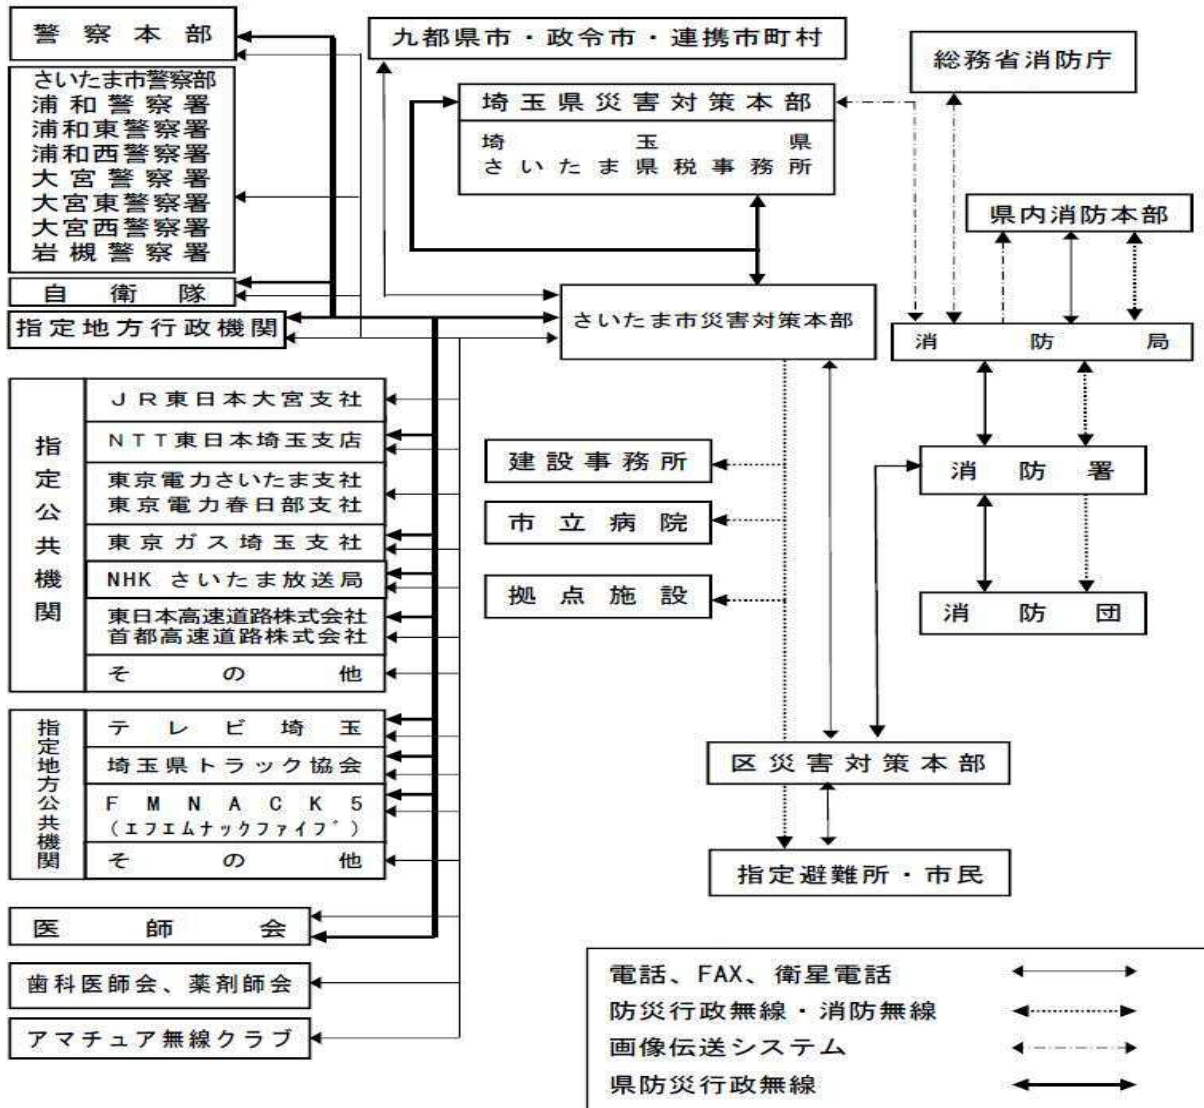 警察本部
さいたま市警察部
浦和警察署
浦和東警察署
浦和西警察署
大宮警察署
大宮東警察署
大宮西警察署
岩槻警察署
自衛隊
指定地方行政機関
指定公共機関
JR東日本大宮支社
NTT東日本埼玉支店
東京電力さいたま支社
東京電力春日部支社
東京ガス埼玉支社
NHK さいたま放送局
東日本高速道路株式会社
首都高速道路株式会社
その他
指定地方公共機関
テレビ埼玉
埼玉県トラック協会
FMNACK5
(エフエムナックファイブ)
その他
医師会
歯科医師会、薬剤師会
アマチュア無線クラブ
九都県市・政令市・連携市町村
埼玉県災害対策本部
埼玉県
さいたま県税事務所
さいたま市災害対策本部
建設事務所
市立病院
拠点施設
区災害対策本部
指定避難所・市民
総務省消防庁
県内消防本部
消防局
消防署
消防団
電話、FAX、衛星電話
防災行政無線・消防無線
画像伝送システム
県防災行政無線